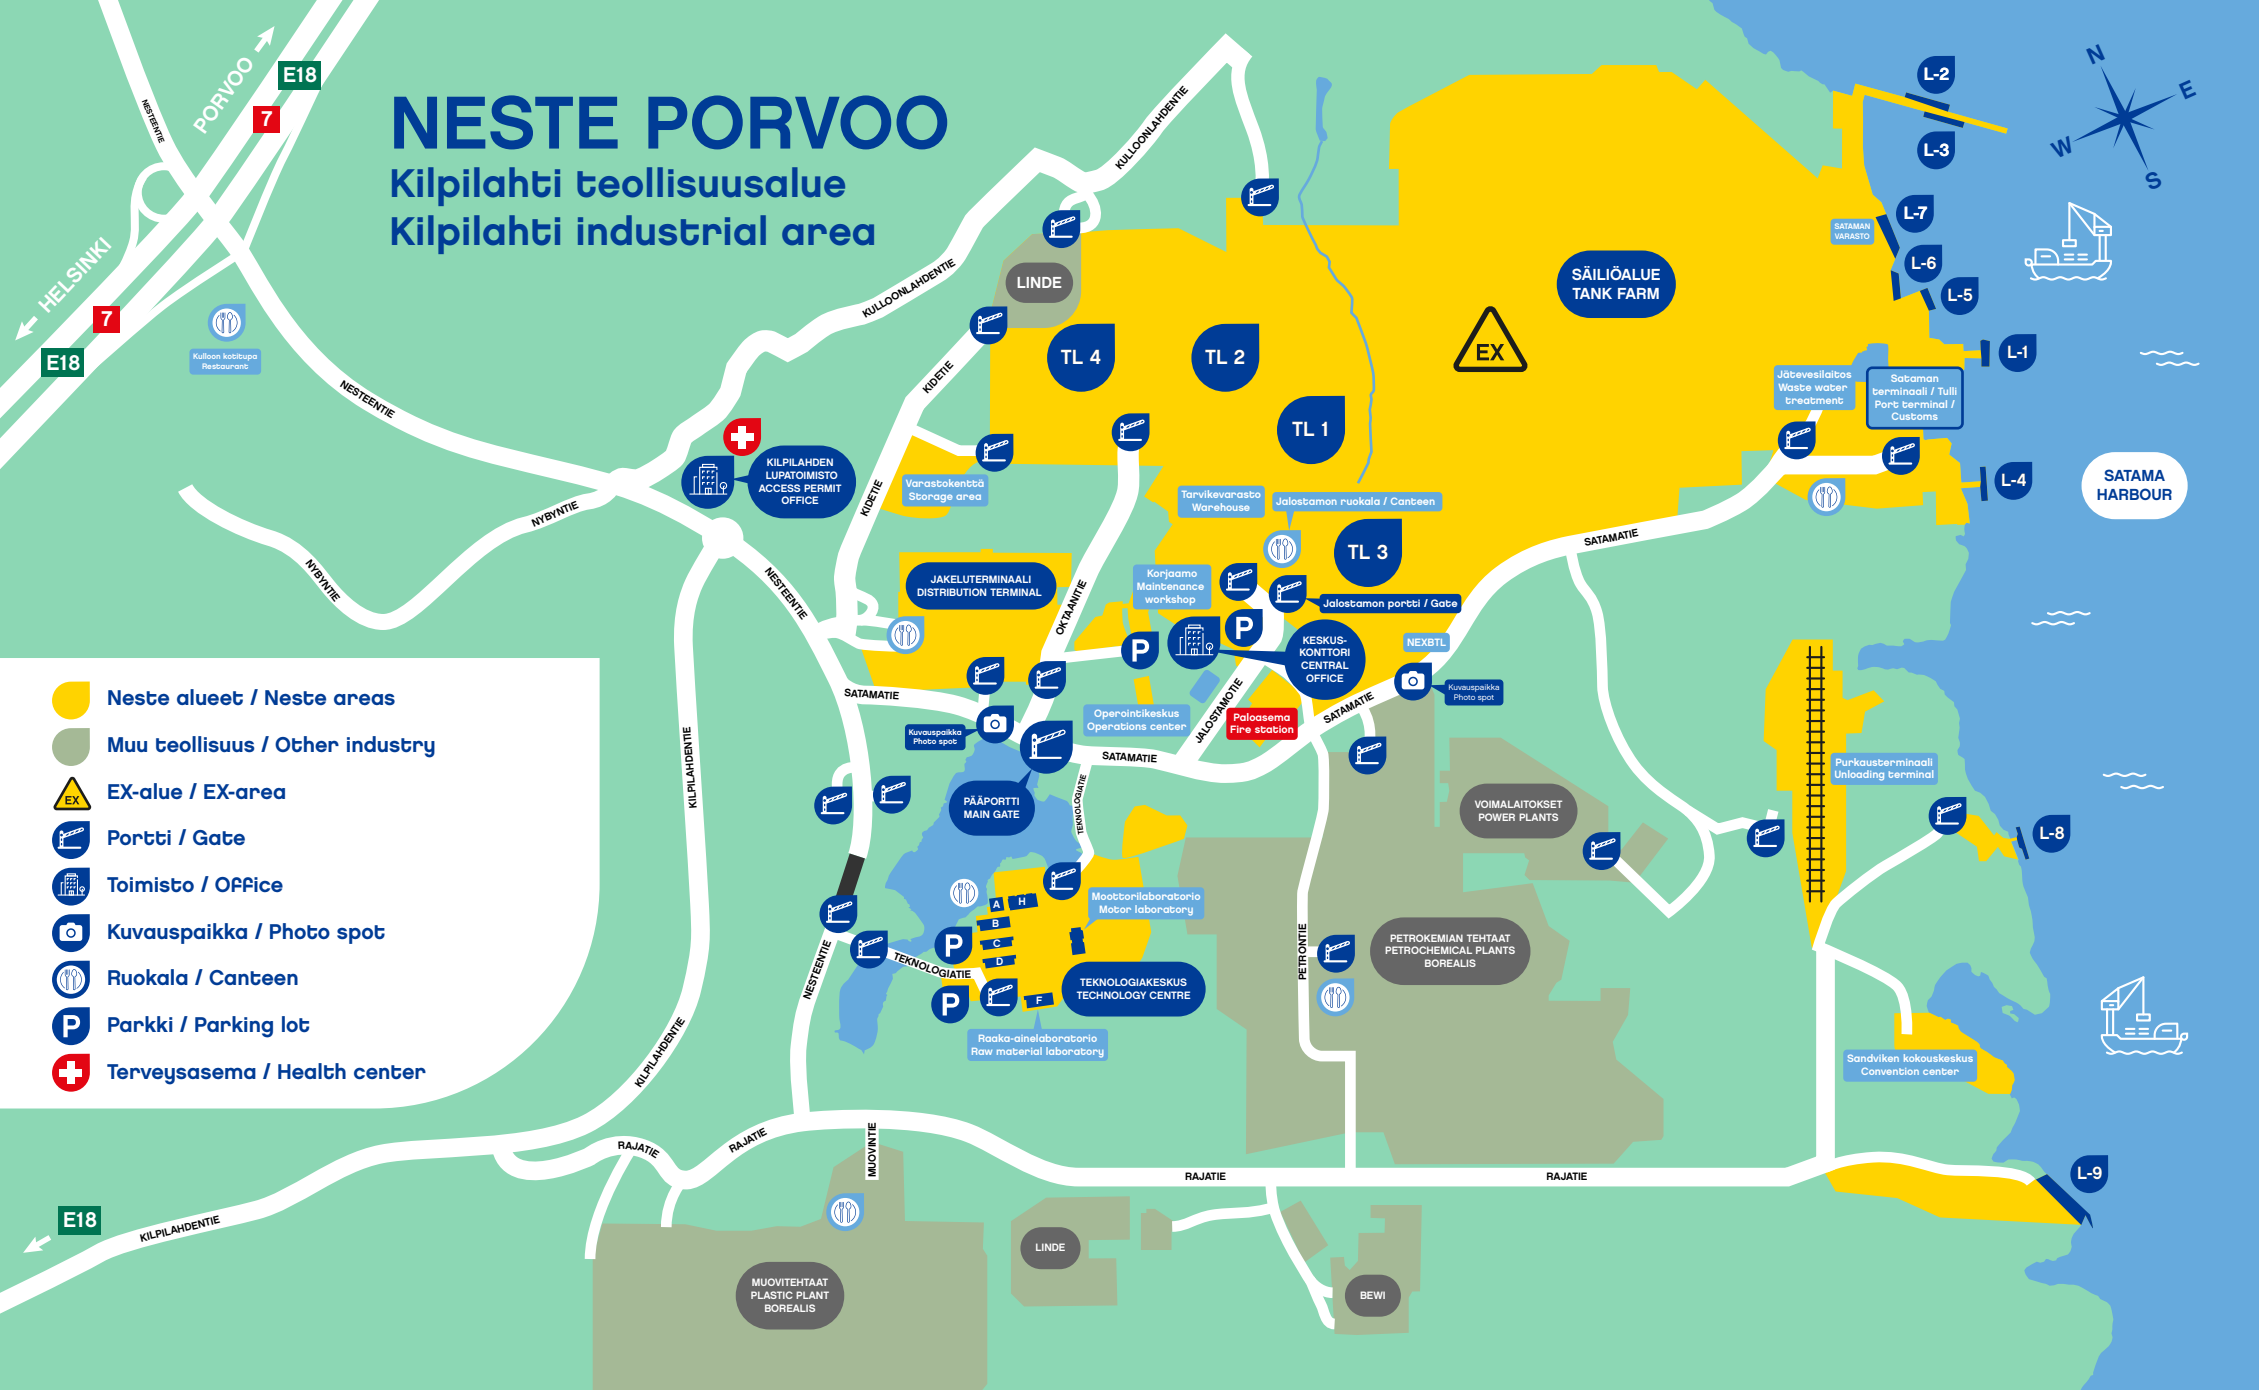 NESTE PORVOO
Kilpilahti teollisuusalue
Kilpilahti industrial area
PORVOO
E18
7
HELSINKI
7
E18
NESTEENTIE
Kulloon kotitupa
Restaurant
NESTEENTIE
NYBYNTIE
NYBYNTIE
KULLOONLAHDENTIE
KULLOONLAHDENTIE
LINDE
KIDETIE
KIDETIE
KILPILAHDEN
LUPATOIMISTO
ACCESS PERMIT
OFFICE
Varastokenttä
Storage area
TL 4
TL 2
TL 1
TL 3
EX
SÄILIÖALUE
TANK FARM
N
E
S
W
L-2
L-3
L-7
SATAMAN
VARASTO
L-6
L-5
L-1
L-4
Jätevesilaitos
Waste water
treatment
Sataman
terminaali / Tulli
Port terminal /
Customs
SATAMA
HARBOUR
Tarvikevarasto
Warehouse
Jalostamon ruokala / Canteen
Korjaamo
Maintenance
workshop
Jalostamon portti / Gate
SATAMATIE
JAKELUTERMINAALI
DISTRIBUTION TERMINAL
OKTAANITIE
NESTEENTIE
P
P
KESKUS-
KONTTORI
CENTRAL
OFFICE
NEXBTL
Kuvauspaikka
Photo spot
SATAMATIE
Operointikeskus
Operations center
JALOSTAMOTIE
Paloasema
Fire station
SATAMATIE
Kuvauspaikka
Photo spot
SATAMATIE
PÄÄPORTTI
MAIN GATE
TEKNOLOGIATIE
KILPILAHDENTIE
VOIMALAITOKSET
POWER PLANTS
Purkausterminaali
Unloading terminal
L-8
A
H
B
C
D
F
P
P
Moottorilaboratorio
Motor laboratory
TEKNOLOGIATIE
NESTEENTIE
TEKNOLOGIAKESKUS
TECHNOLOGY CENTRE
Raaka-ainelaboratorio
Raw material laboratory
PETRONTIE
PETROKEMIAN TEHTAAT
PETROCHEMICAL PLANTS
BOREALIS
Sandviken kokouskeskus
Convention center
L-9
Neste alueet / Neste areas
Muu teollisuus / Other industry
EX
EX-alue / EX-area
Portti / Gate
Toimisto / Office
Kuvauspaikka / Photo spot
Ruokala / Canteen
P
Parkki / Parking lot
Terveysasema / Health center
KILPILAHDENTIE
RAJATIE
RAJATIE
MUOVINTIE
RAJATIE
RAJATIE
E18
KILPILAHDENTIE
MUOVITEHTAAT
PLASTIC PLANT
BOREALIS
LINDE
BEWI